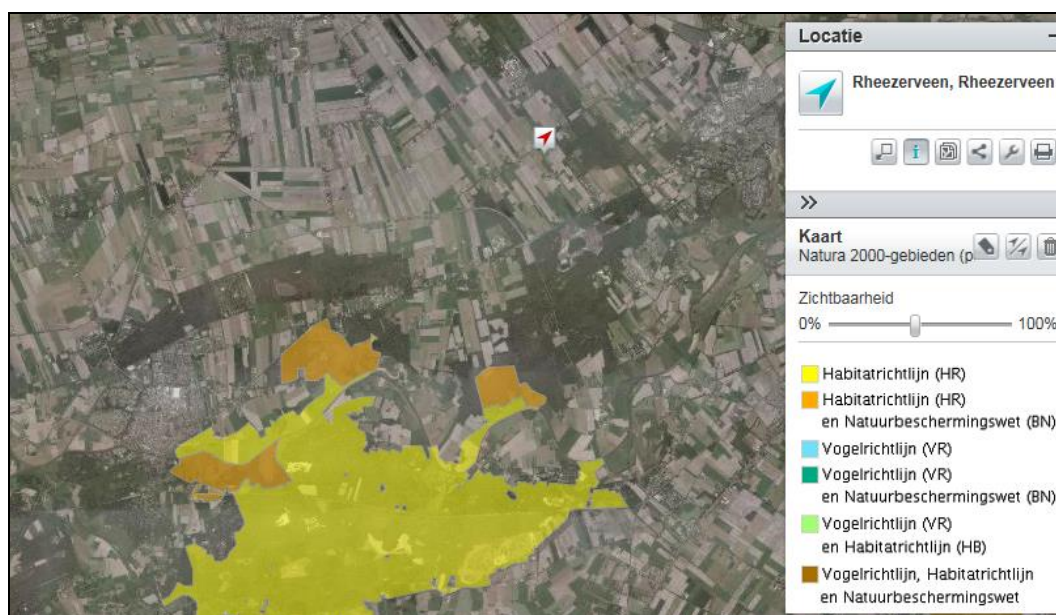 Locatie
Rheezerveen, Rheezerveen
Kaart
Natura 2000-gebieden (p
Zichtbaarheid
0% 100%
Habitatrichtlijn (HR)
Habitatrichtlijn (HR)
en Natuurbeschermingswet (BN)
Vogelrichtlijn (VR)
Vogelrichtlijn (VR)
en Natuurbeschermingswet (BN)
Vogelrichtlijn (VR)
en Habitatrichtlijn (HB)
Vogelrichtlijn, Habitatrichtlijn
en Natuurbeschermingswet